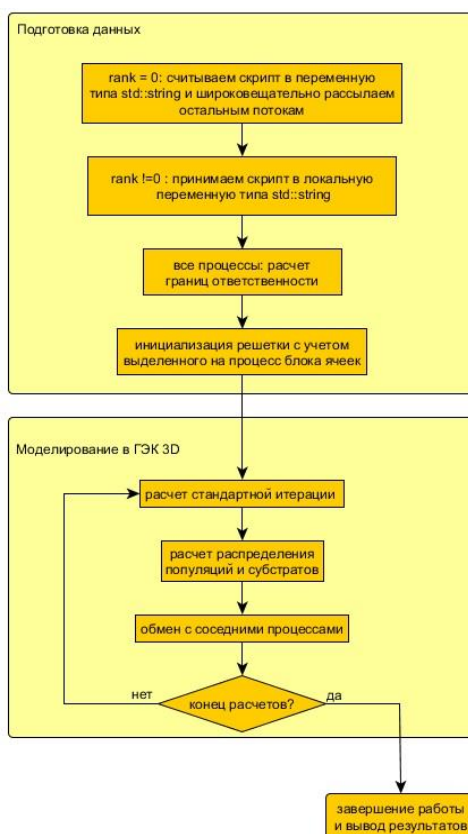 Подготовка данных
rank = 0: считываем скрипт в переменную
типа std::string и широковещательно рассылаем
остальным потокам
rank !=0 : принимаем скрипт в локальную
переменную типа std::string
все процессы: расчет
границ ответственности
инициализация решетки с учетом
выделенного на процесс блока ячеек
Моделирование в ГЭК 3D
расчет стандартной итерации
расчет распределения
популяций и субстратов
обмен с соседними процессами
нет
конец расчетов?
да
завершение работы
и вывод результатов